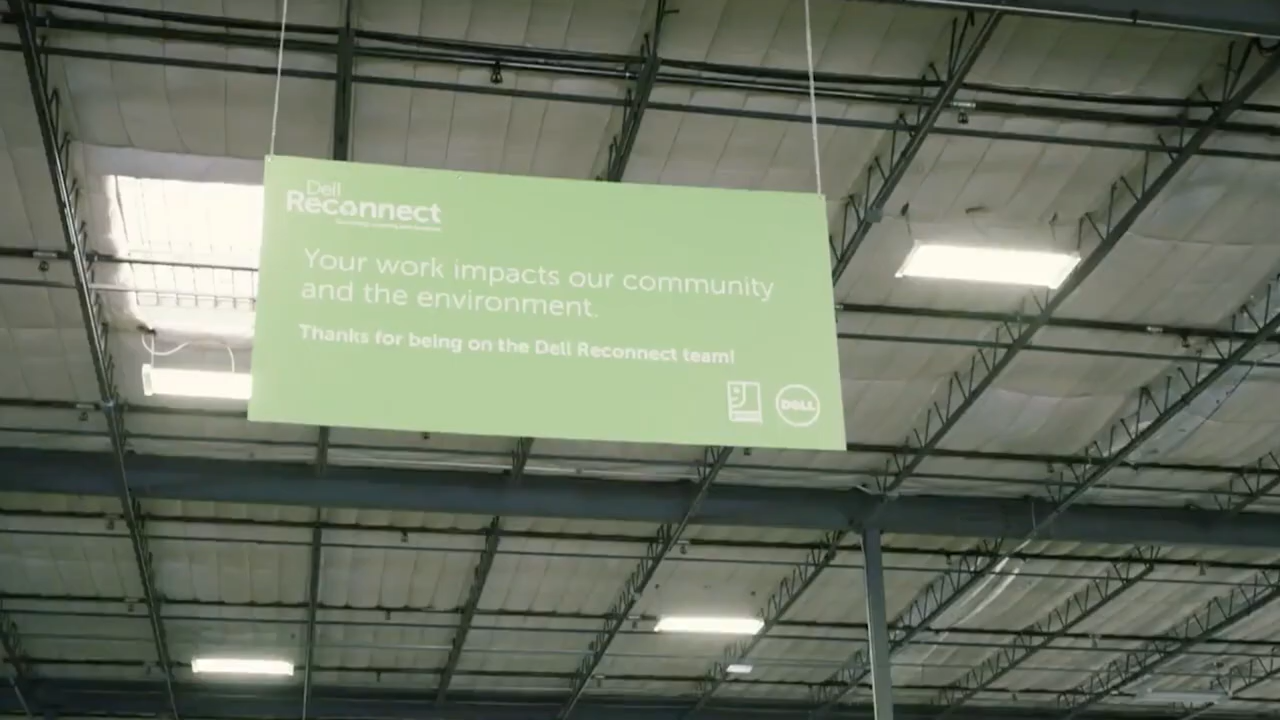 Dell
Reconnect
Your work impacts our community
and the environment.
Thanks for being on the Dell Reconnect team!
DELL